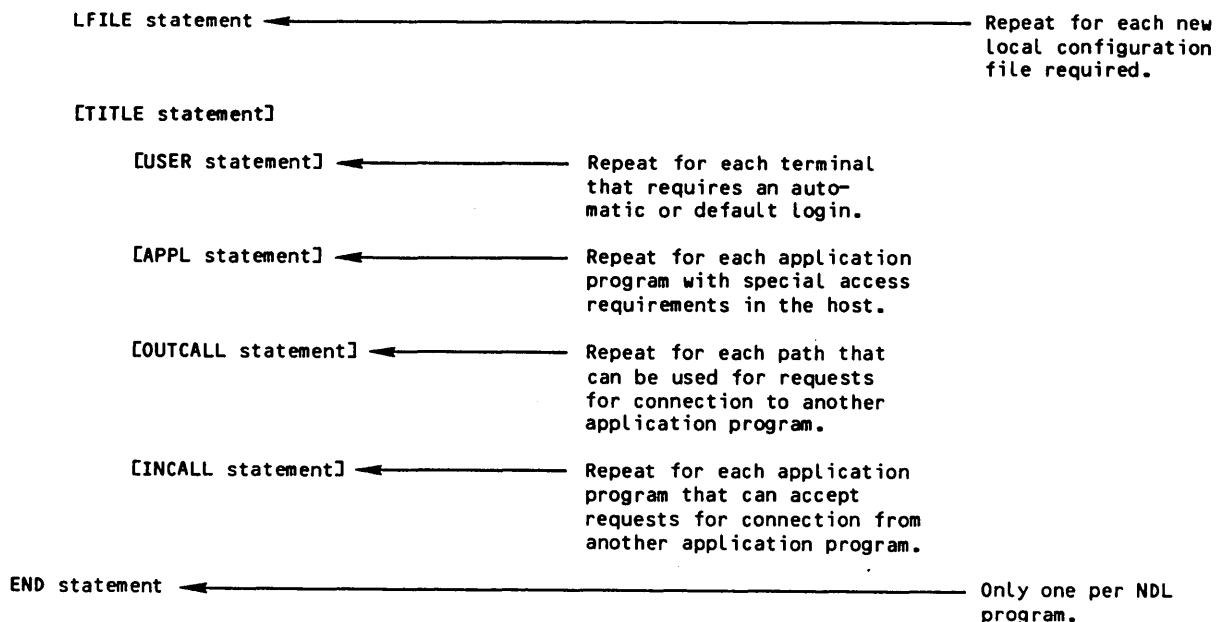 LFILE statement
Repeat for each new
local configuration
file required.
[TITLE statement]
[USER statement]
Repeat for each terminal
that requires an auto-
matic or default login.
[APPL statement]
Repeat for each application
program with special access
requirements in the host.
[OUTCALL statement]
Repeat for each path that
can be used for requests
for connection to another
application program.
[INCALL statement]
Repeat for each application
program that can accept
requests for connection from
another application program.
END statement
Only one per NDL
program.